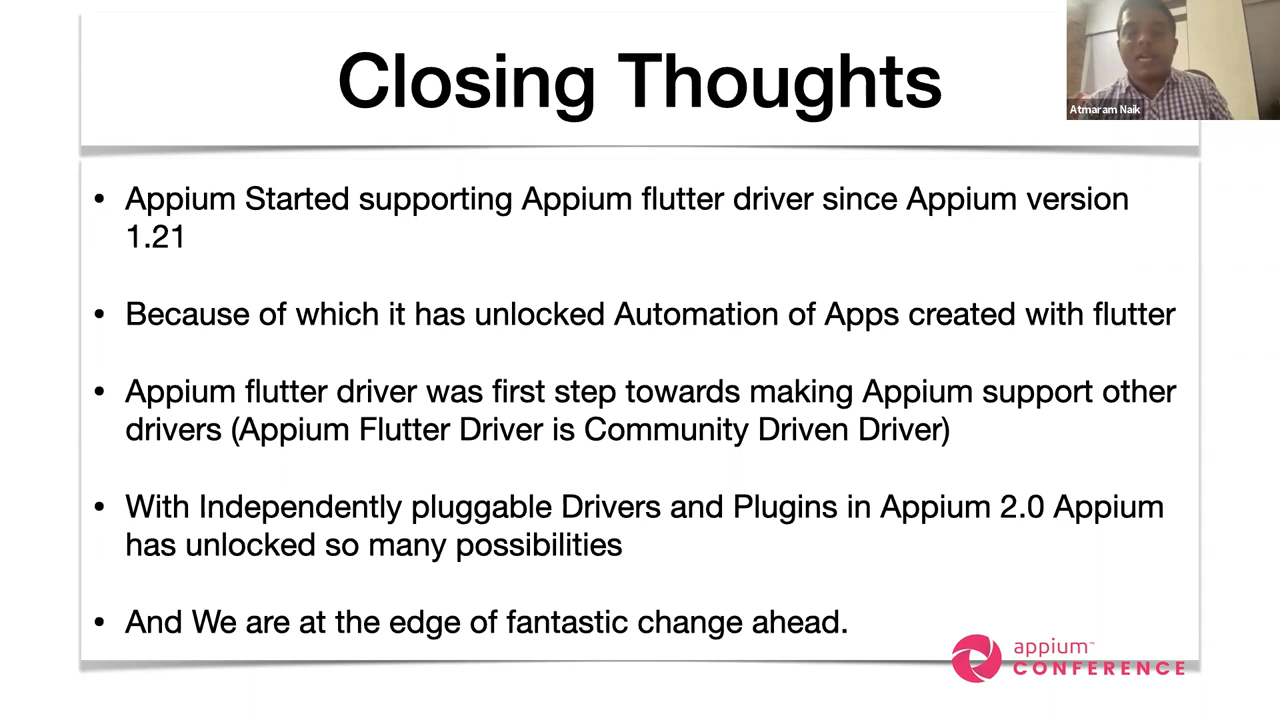 Closing Thoughts
Atmaram Naik
• Appium Started supporting Appium flutter driver since Appium version
1.21
• Because of which it has unlocked Automation of Apps created with flutter
• Appium flutter driver was first step towards making Appium support other
drivers (Appium Flutter Driver is Community Driven Driver)
• With Independently pluggable Drivers and Plugins in Appium 2.0 Appium
has unlocked so many possibilities
• And We are at the edge of fantastic change ahead.
appium™
CONFERENCE